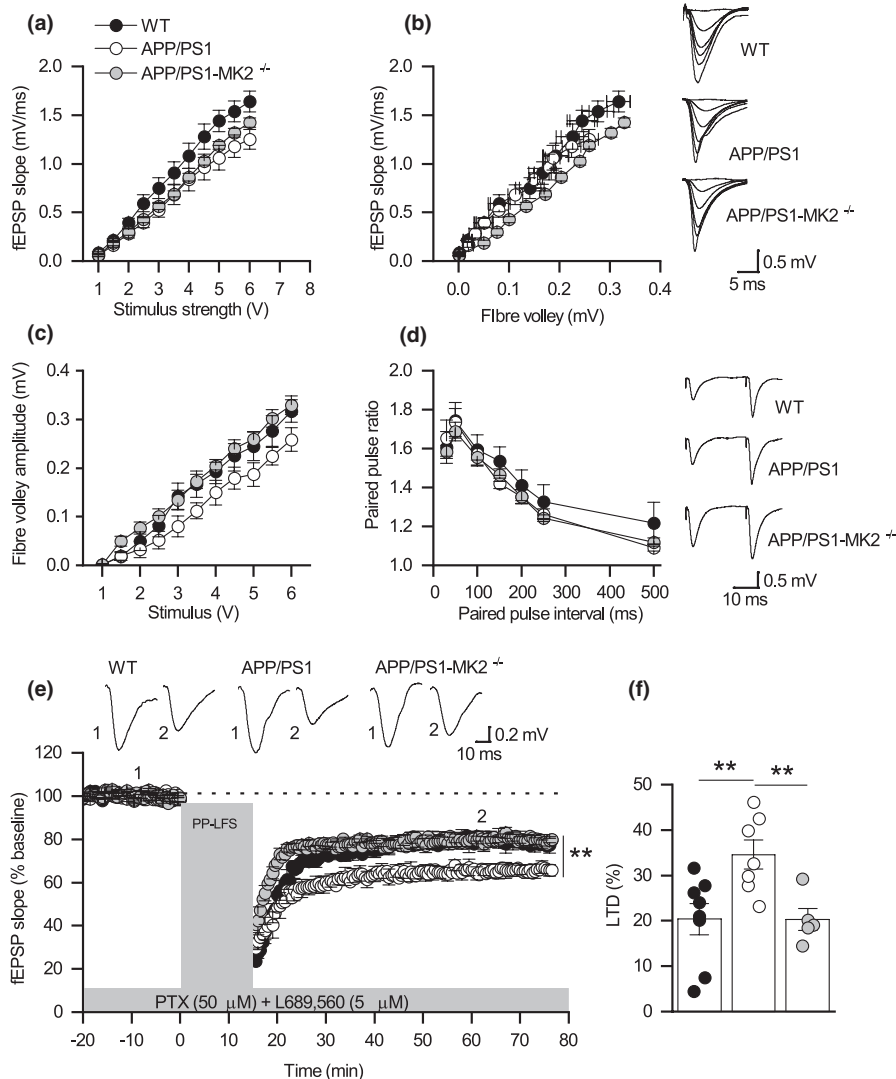 (a)
WT
APP/PS1
APP/PS1-MK2 -/-
fEPSP slope (mV/ms)
2.0
1.5
1.0
0.5
0.0
1 2 3 4 5 6 7 8
Stimulus strength (V)
(b)
fEPSP slope (mV/ms)
2.0
1.5
1.0
0.5
0.0
0.0 0.1 0.2 0.3 0.4
FIbre volley (mV)
WT
APP/PS1
APP/PS1-MK2 -/-
0.5 mV
5 ms
(c)
Fibre volley amplitude (mV)
0.4
0.3
0.2
0.1
0.0
1 2 3 4 5 6
Stimulus (V)
(d)
Paired pulse ratio
2.0
1.8
1.6
1.4
1.2
1.0
0 100 200 300 400 500
Paired pulse interval (ms)
WT
APP/PS1
APP/PS1-MK2 -/-
0.5 mV
10 ms
(e)
WT APP/PS1 APP/PS1-MK2 -/-
1 2 1 2 1 2
0.2 mV
10 ms
fEPSP slope (% baseline)
120
100
80
60
40
20
0
1
PP-LFS
2
**
PTX (50 μM) + L689,560 (5 μM)
-20 -10 0 10 20 30 40 50 60 70 80
Time (min)
(f)
** **
LTD (%)
50
40
30
20
10
0